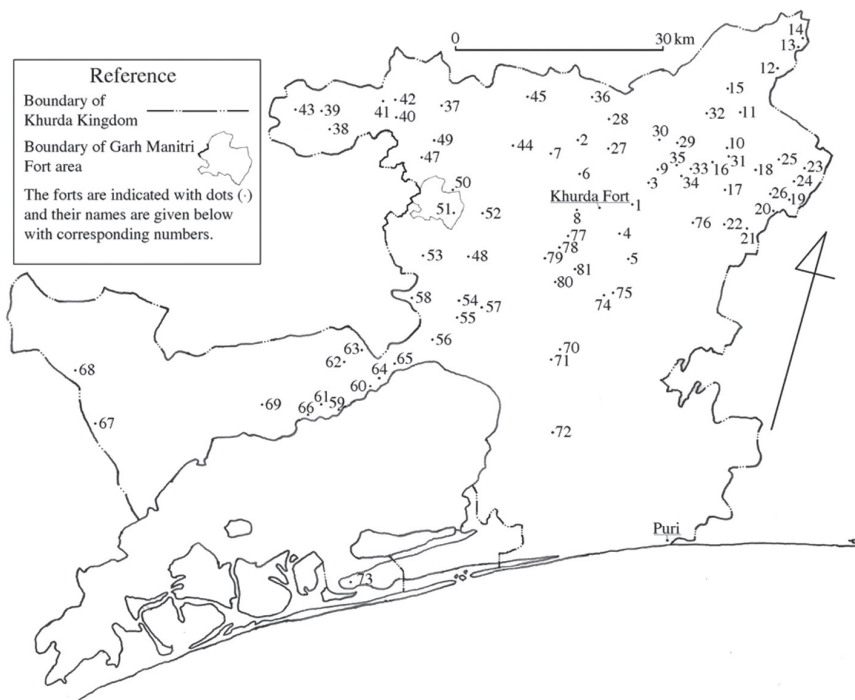 Reference
Boundary of
Khurda Kingdom
Boundary of Garh Manitri
Fort area
The forts are indicated with dots (·)
and their names are given below
with corresponding numbers.
0 30 km
14
13
12
15
45 36
43 39 42 37 32 11
41 40 28
38
30 29 10
49 44 2
47 7 27
35 31 25
9 33 16 18 23
6 34 24
50 3 17
Khurda Fort 26 19
51 52 8 1 20
76 22
77 4 21
78
53 48 79 5
81
80
58 54 57 74 75
55
56
63 70
62 65 71
68 64
60
69 61 59
66
67 72
Puri
73